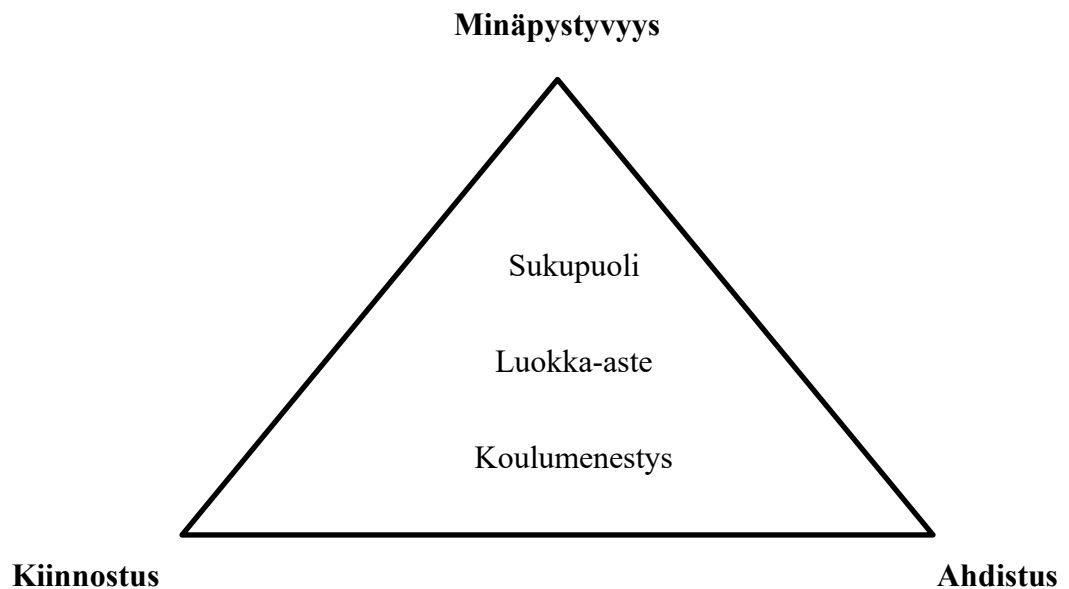 Minäpystyvyys
Sukupuoli
Luokka-aste
Koulumenestys
Kiinnostus
Ahdistus